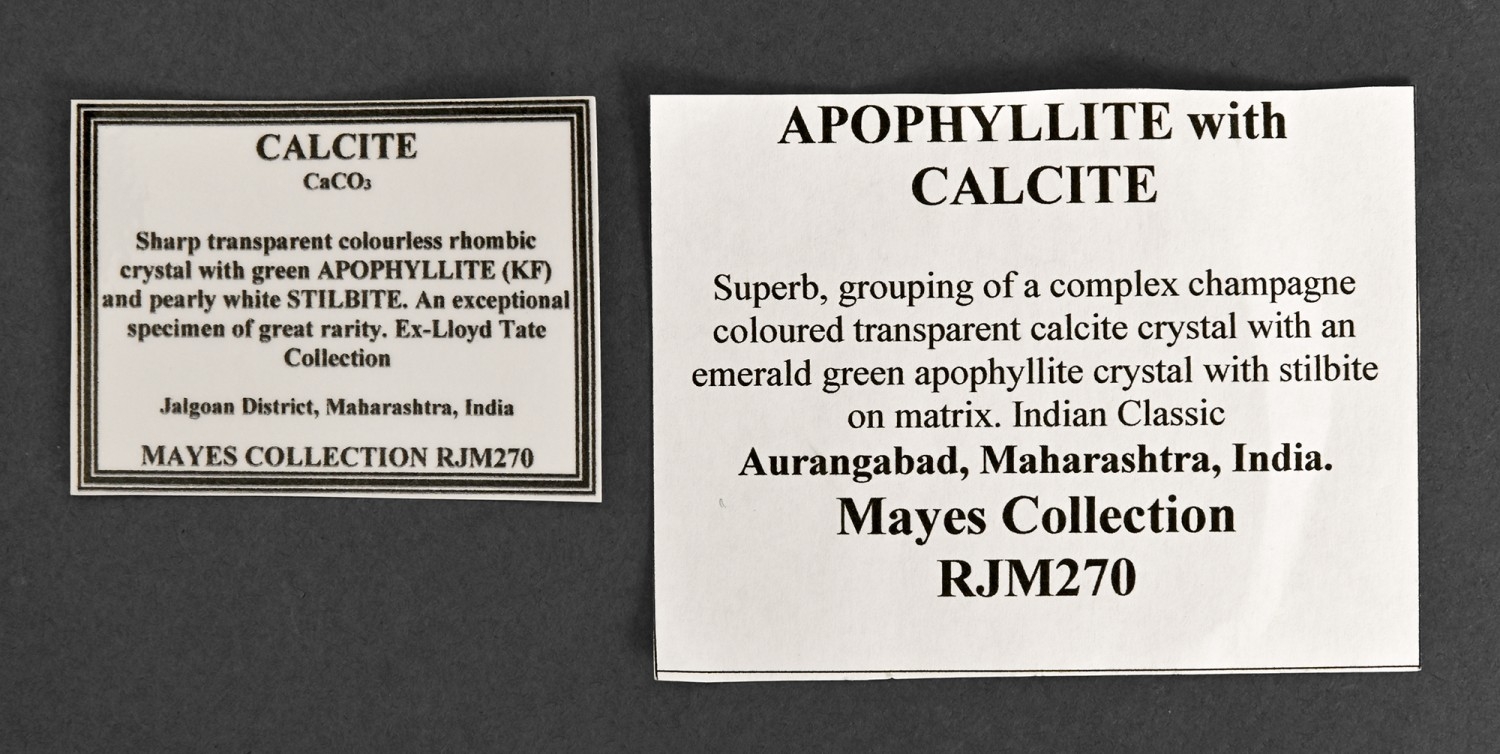 CALCITE
CaCO₃
Sharp transparent colourless rhombic
crystal with green APOPHYLLITE (KF)
and pearly white STILBITE. An exceptional
specimen of great rarity. Ex-Lloyd Tate
Collection
Jalgoan District, Maharashtra, India
MAYES COLLECTION RJM270
APOPHYLLITE with
CALCITE
Superb, grouping of a complex champagne
coloured transparent calcite crystal with an
emerald green apophyllite crystal with stilbite
on matrix. Indian Classic
Aurangabad, Maharashtra, India.
Mayes Collection
RJM270